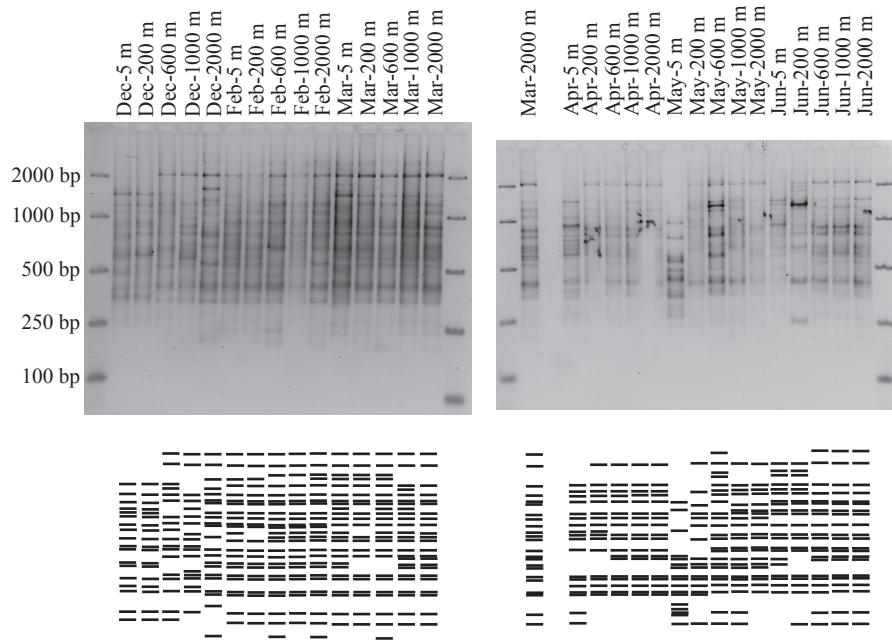 Dec-5 m
Dec-200 m
Dec-600 m
Dec-1000 m
Dec-2000 m
Feb-5 m
Feb-200 m
Feb-600 m
Feb-1000 m
Feb-2000 m
Mar-5 m
Mar-200 m
Mar-600 m
Mar-1000 m
Mar-2000 m
Mar-2000 m
Apr-5 m
Apr-200 m
Apr-600 m
Apr-1000 m
Apr-2000 m
May-5 m
May-200 m
May-600 m
May-1000 m
May-2000 m
Jun-5 m
Jun-200 m
Jun-600 m
Jun-1000 m
Jun-2000 m
2000 bp
1000 bp
500 bp
250 bp
100 bp